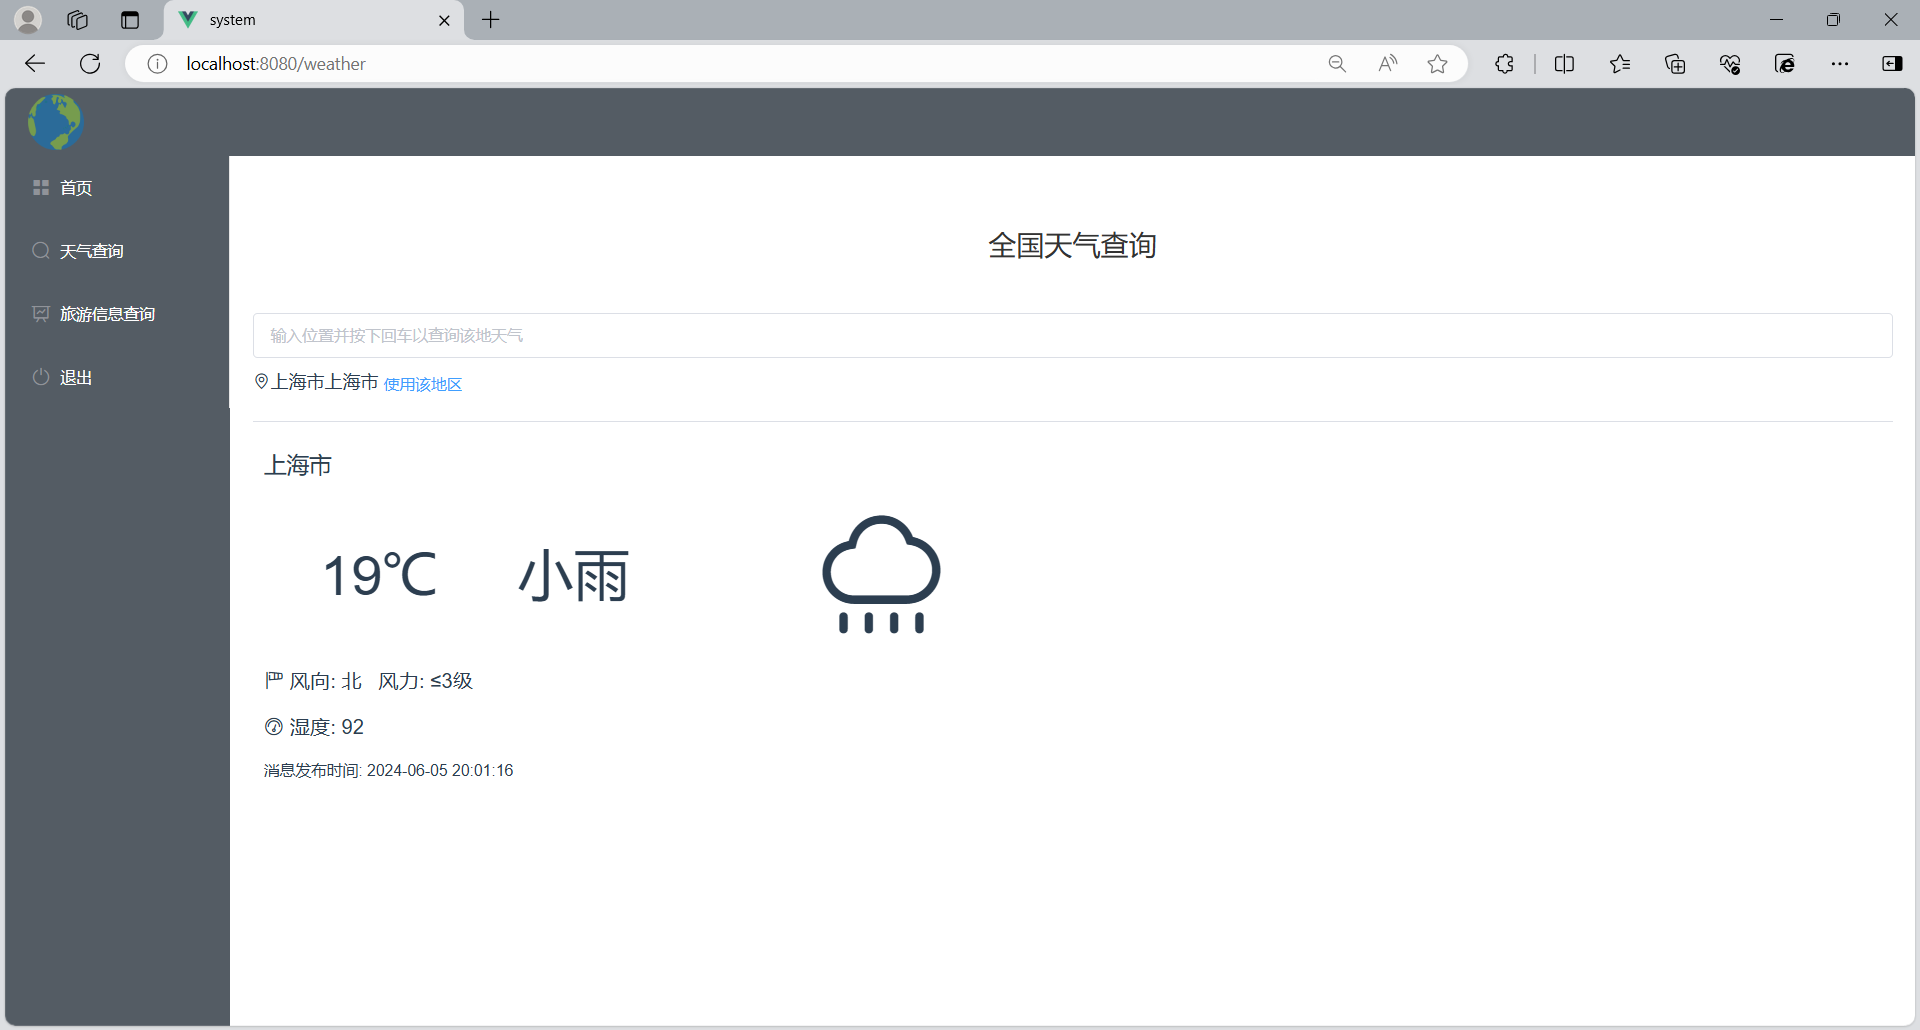 system
localhost:8080/weather
首页
天气查询
旅游信息查询
退出
全国天气查询
输入位置并按下回车以查询该地天气
上海市上海市 使用该地区
上海市
19℃ 小雨
风向: 北 风力: ≤3级
湿度: 92
消息发布时间: 2024-06-05 20:01:16